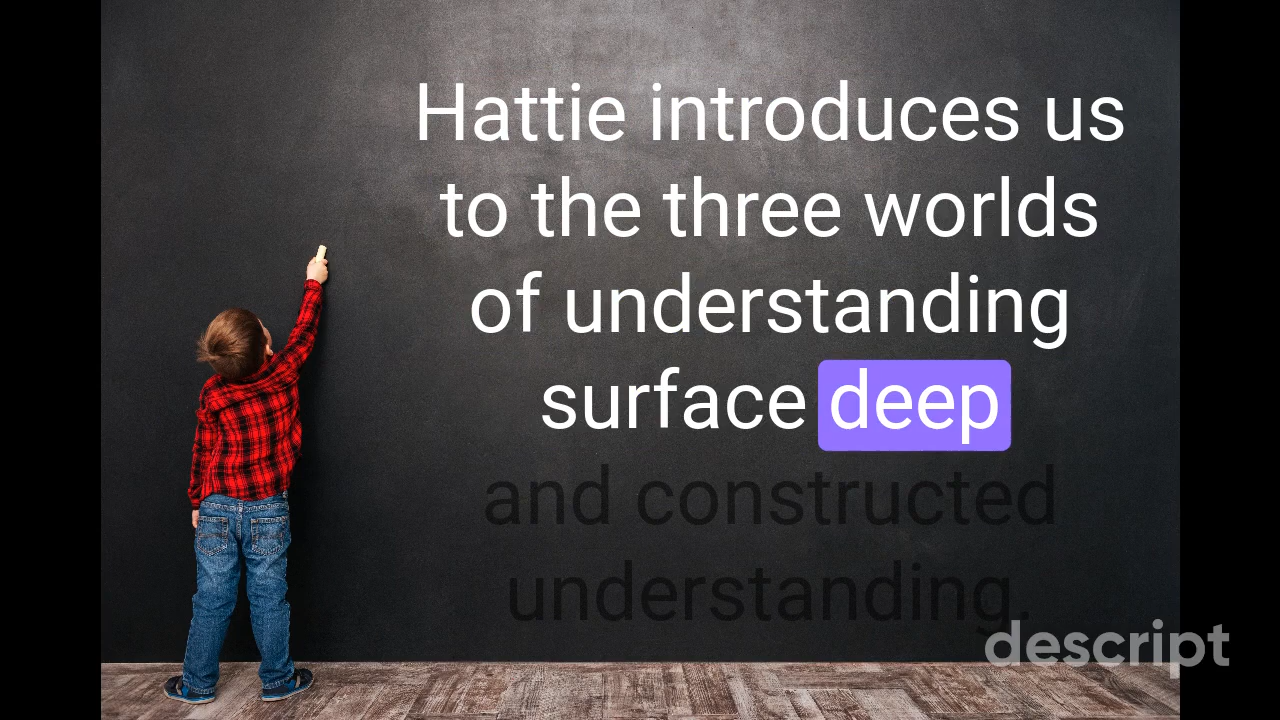 Hattie introduces us
to the three worlds
of understanding
surface deep
and constructed
understanding.
descript